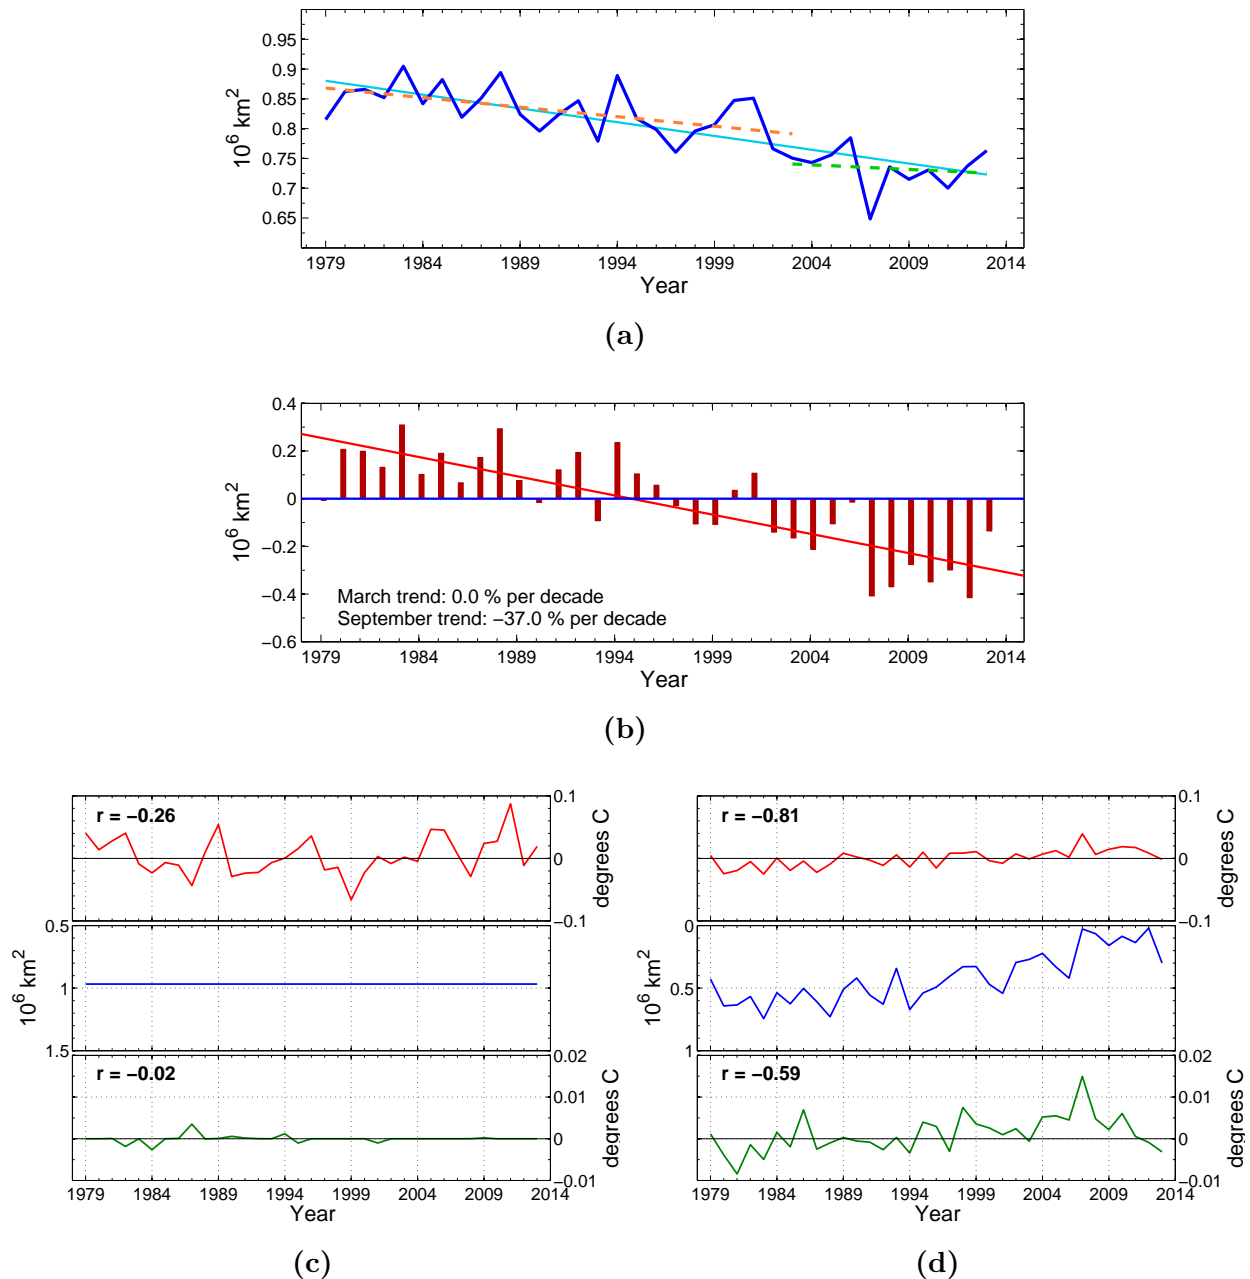 0.95
0.9
0.85
0.8
0.75
0.7
0.65
10^6 km^2
1979 1984 1989 1994 1999 2004 2009 2014
Year
(a)
0.4
0.2
0
−0.2
−0.4
−0.6
10^6 km^2
March trend: 0.0 % per decade
September trend: −37.0 % per decade
1979 1984 1989 1994 1999 2004 2009 2014
Year
(b)
r = −0.26
0.1
0
−0.1
degrees C
0.5
1
1.5
10^6 km^2
r = −0.02
0.02
0.01
0
−0.01
degrees C
1979 1984 1989 1994 1999 2004 2009 2014
Year
(c)
r = −0.81
0.1
0
−0.1
degrees C
0
0.5
1
10^6 km^2
r = −0.59
0.02
0.01
0
−0.01
degrees C
1979 1984 1989 1994 1999 2004 2009 2014
Year
(d)